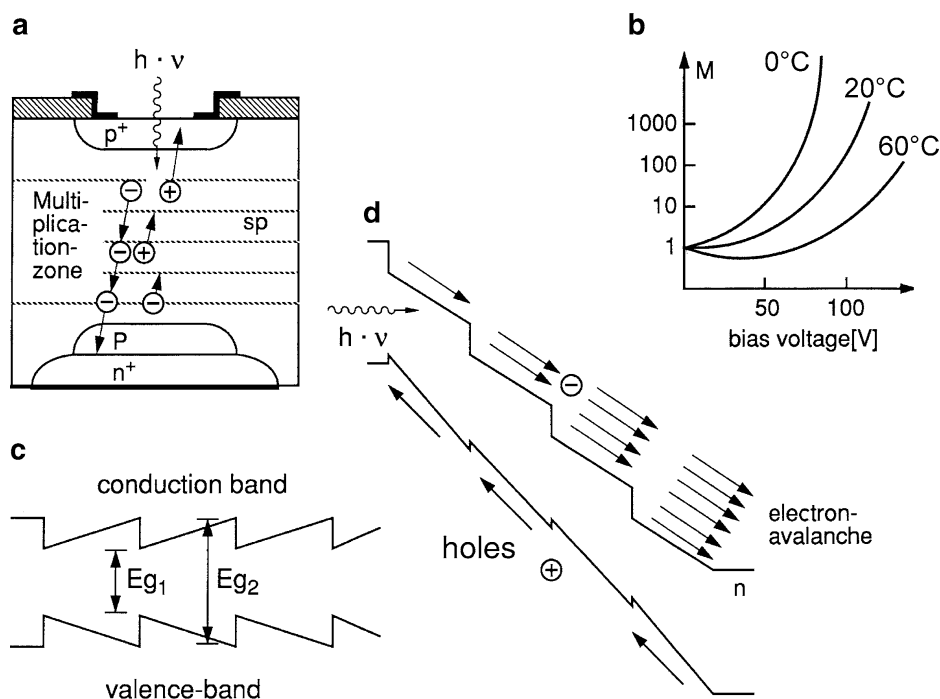 a
h · ν
p⁺
−
+
Multi-
plica-
tion-
zone
sp
−
+
−
−
P
n⁺
b
M
0°C
20°C
60°C
1000
100
10
1
50
100
bias voltage[V]
c
conduction band
Eg₁
Eg₂
valence-band
d
h · ν
−
holes
+
electron-
avalanche
n